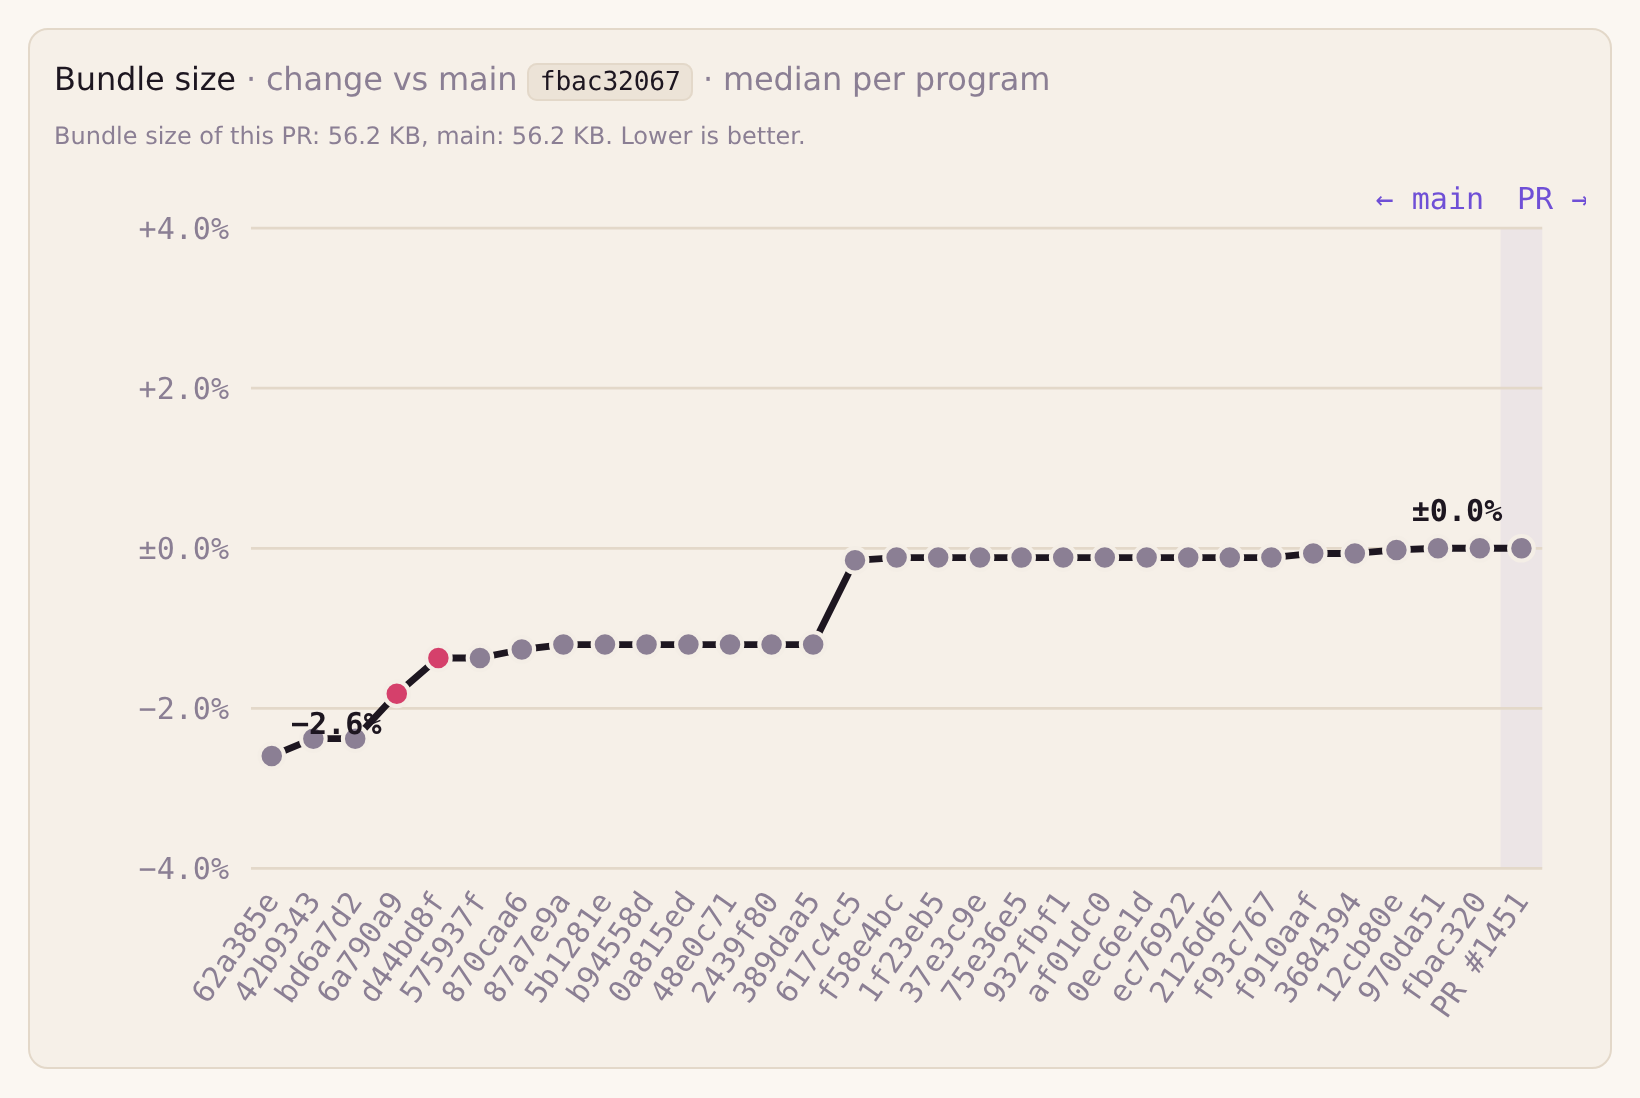 Bundle size · change vs main fbac32067 · median per program
Bundle size of this PR: 56.2 KB, main: 56.2 KB. Lower is better.
← main PR →
+4.0%
+2.0%
±0.0%
−2.0%
−4.0%
±0.0%
−2.6%
62a385e
42b9343
bd6a7d2
6a790a9
d44bd8f
575937f
870caa6
87a7e9a
5b1281e
b94558d
0a815ed
48e0c71
2439f80
389daa5
617c4c5
f58e4bc
1f23eb5
37e3c9e
75e36e5
932fbf1
af01dc0
0ec6e1d
ec76922
2126d67
f93c767
f910aaf
3684394
12cb80e
970da51
fbac320
PR #1451